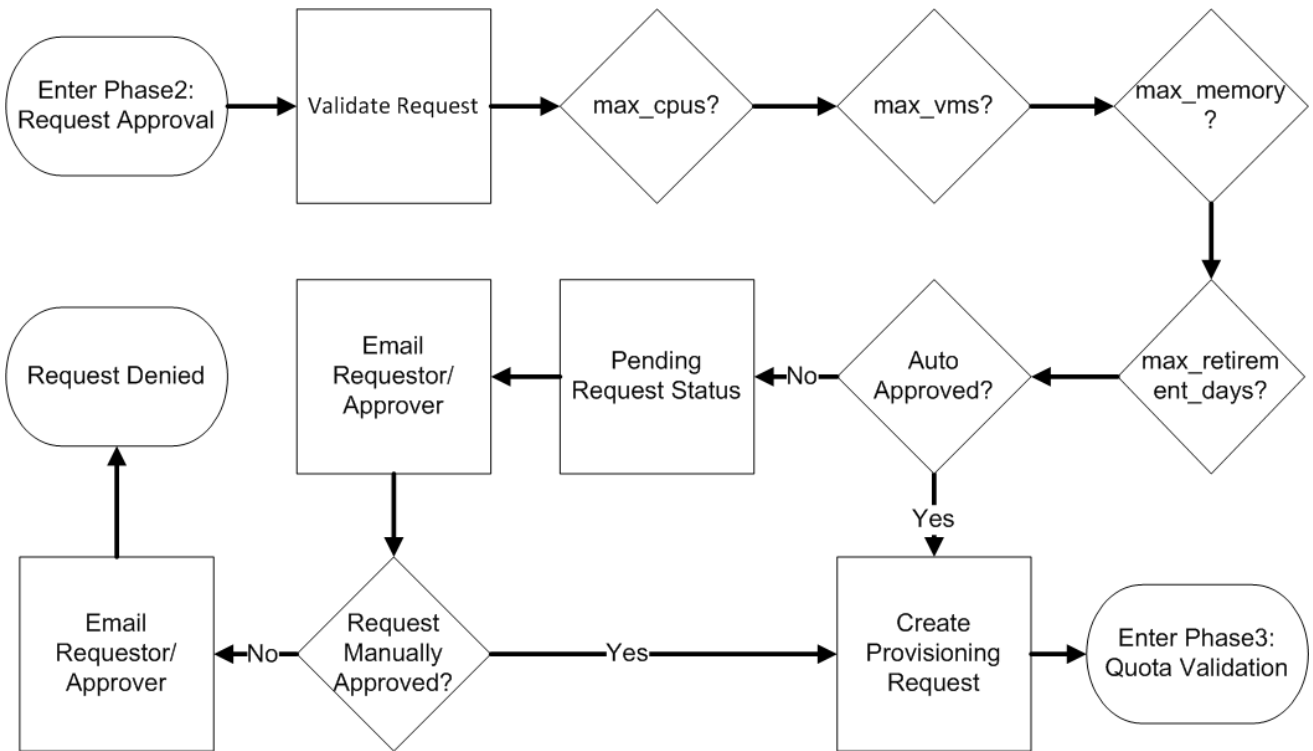 Enter Phase2:
Request Approval
Validate Request
max_cpus?
max_vms?
max_memory
?
max_retirem
ent_days?
Auto
Approved?
No
Pending
Request Status
Email
Requestor/
Approver
Request Denied
Yes
Email
Requestor/
Approver
No
Request
Manually
Approved?
Yes
Create
Provisioning
Request
Enter Phase3:
Quota Validation